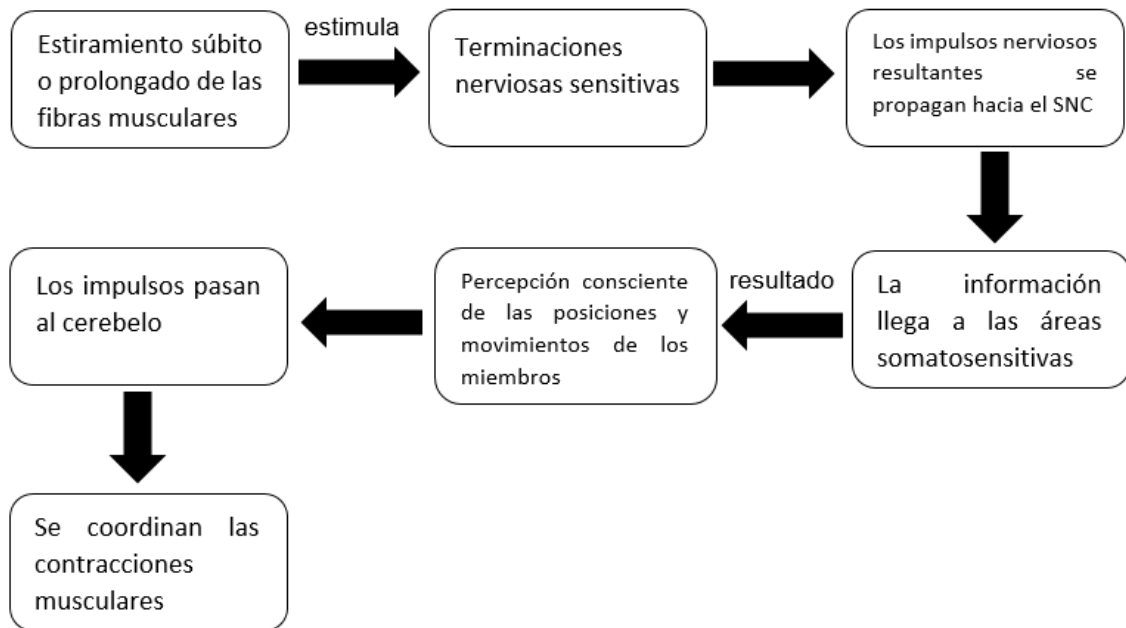 Estiramiento súbito
o prolongado de las
fibras musculares
estimula
Terminaciones
nerviosas sensitivas
Los impulsos nerviosos
resultantes se
propagan hacia el SNC
La información
llega a las áreas
somatosensitivas
resultado
Percepción consciente
de las posiciones y
movimientos de los
miembros
Los impulsos pasan
al cerebelo
Se coordinan las
contracciones
musculares